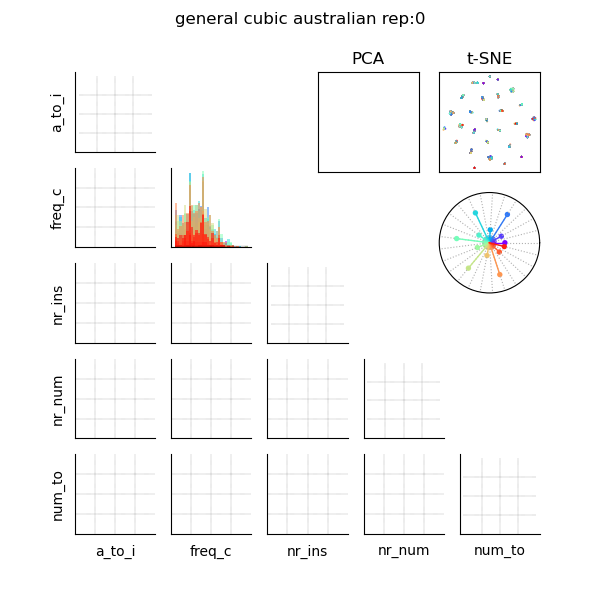 general cubic australian rep:0
PCA
t-SNE
a_to_i
freq_c
nr_ins
nr_num
num_to
a_to_i
freq_c
nr_ins
nr_num
num_to